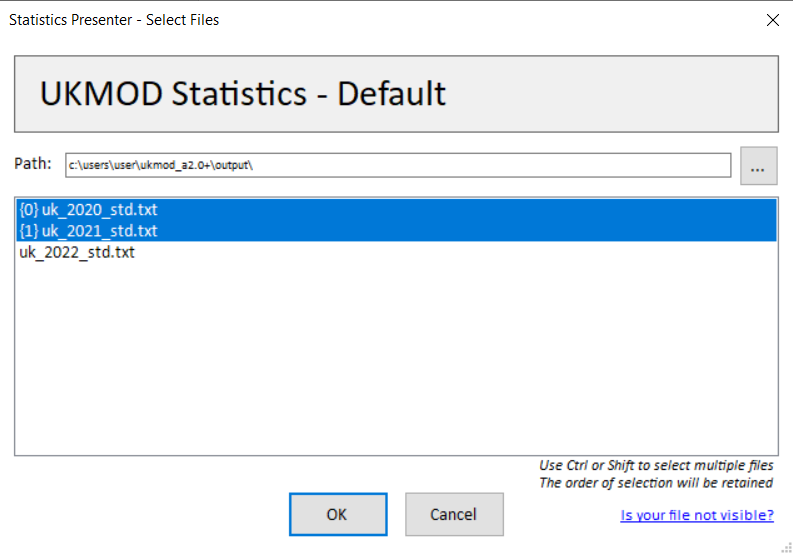 Statistics Presenter - Select Files
UKMOD Statistics - Default
Path: c:\users\user\ukmod_a2.0+\output\ ...
{0} uk_2020_std.txt
{1} uk_2021_std.txt
uk_2022_std.txt
Use Ctrl or Shift to select multiple files
The order of selection will be retained
OK Cancel Is your file not visible?